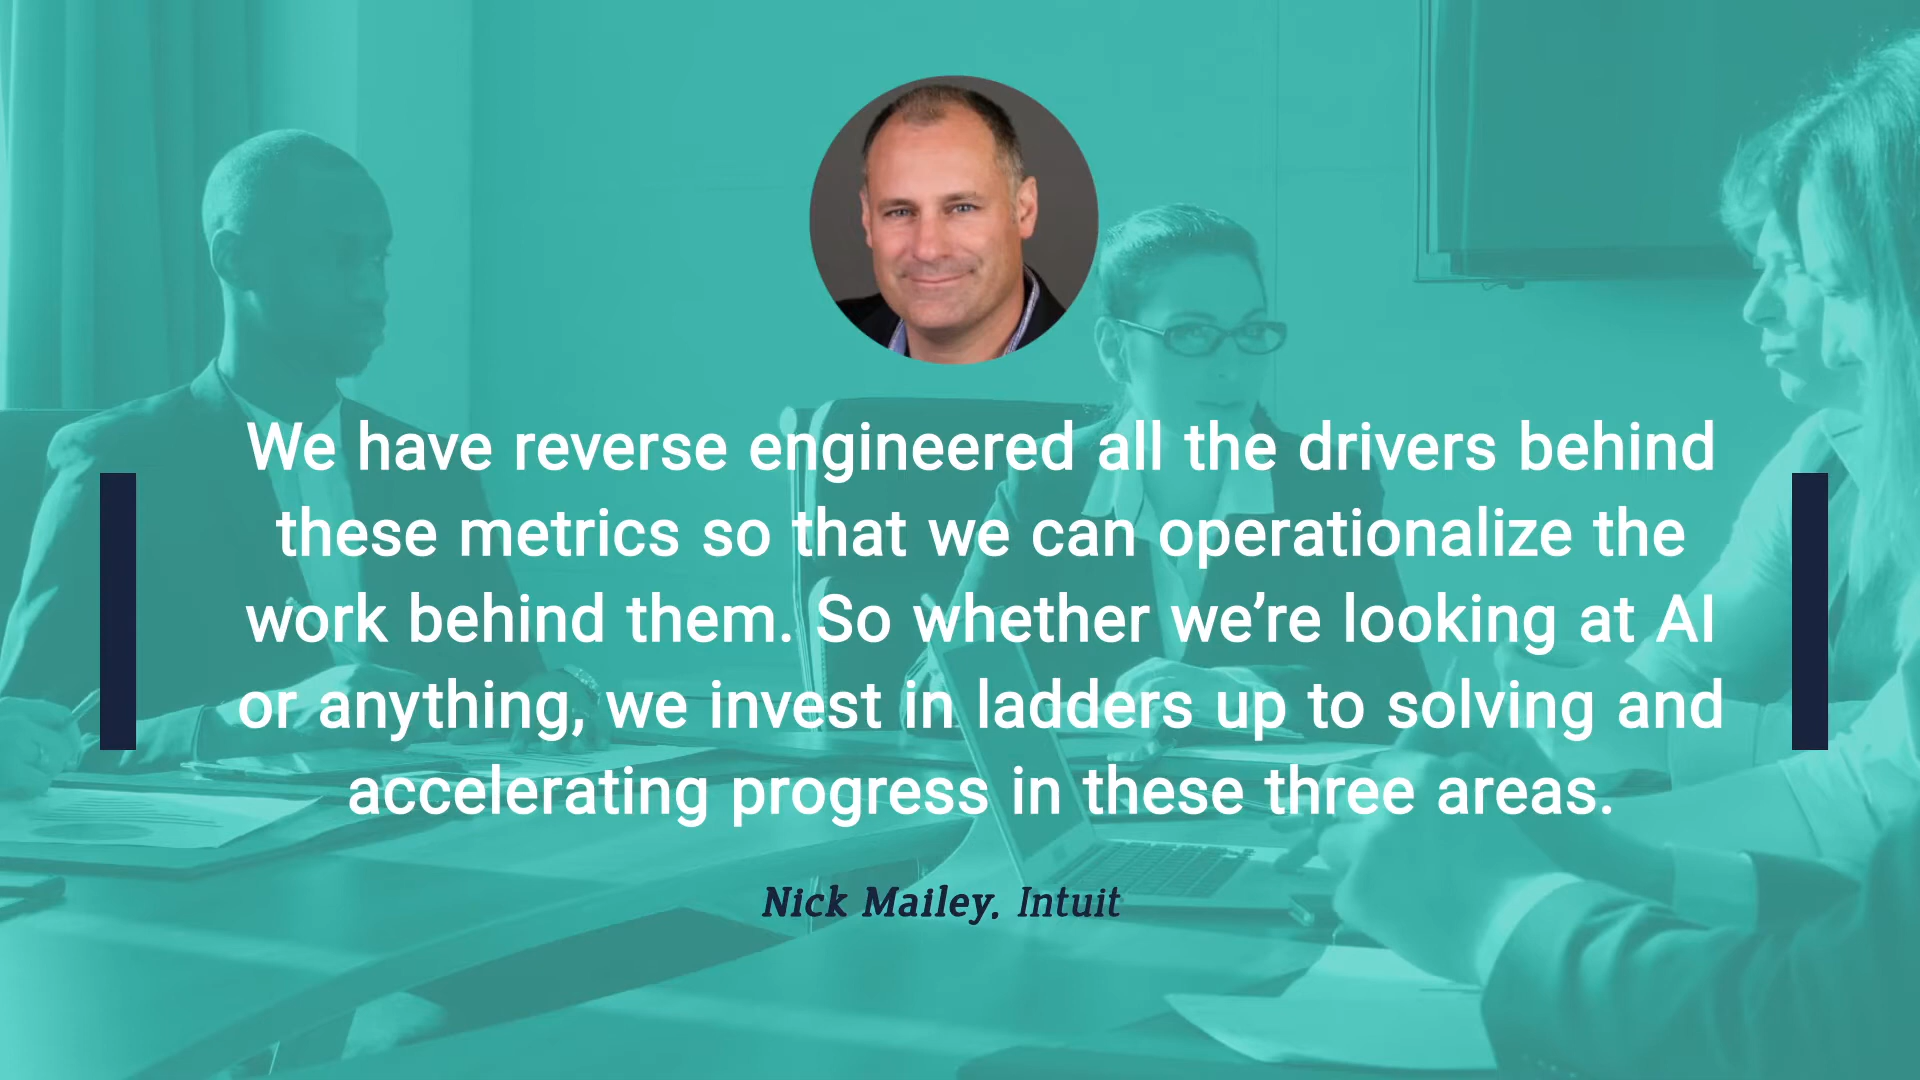 We have reverse engineered all the drivers behind
these metrics so that we can operationalize the
work behind them. So whether we’re looking at AI
or anything, we invest in ladders up to solving and
accelerating progress in these three areas.
Nick Mailey, Intuit